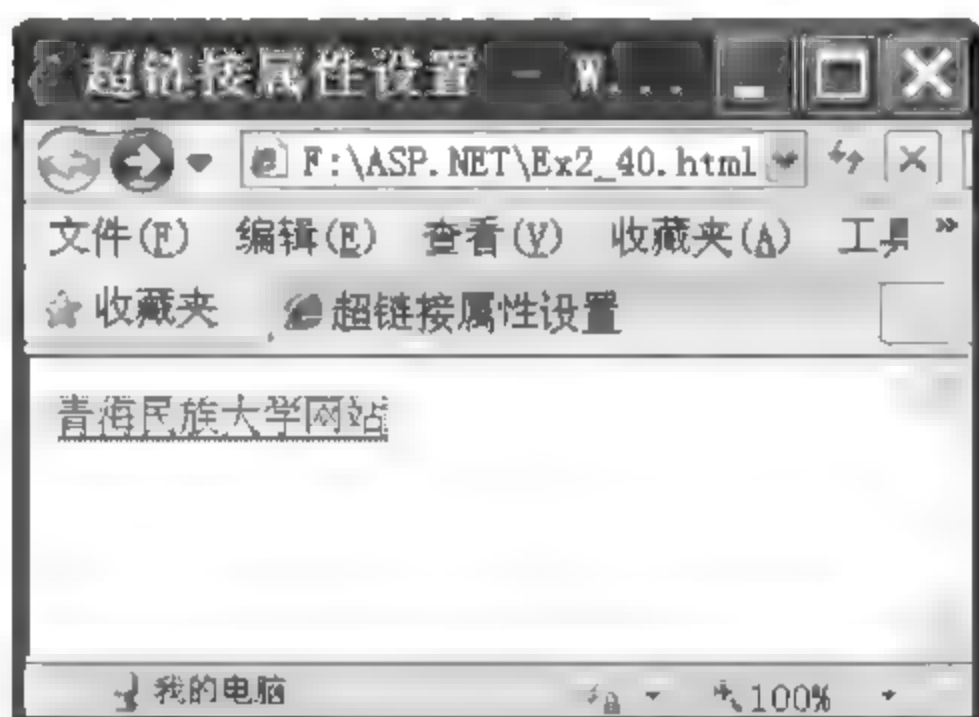 超链接属性设置 - W...
F:\ASP.NET\Ex2_40.html
文件(F) 编辑(E) 查看(V) 收藏夹(A) 工具 »
收藏夹 超链接属性设置
青海民族大学网站
我的电脑 100%